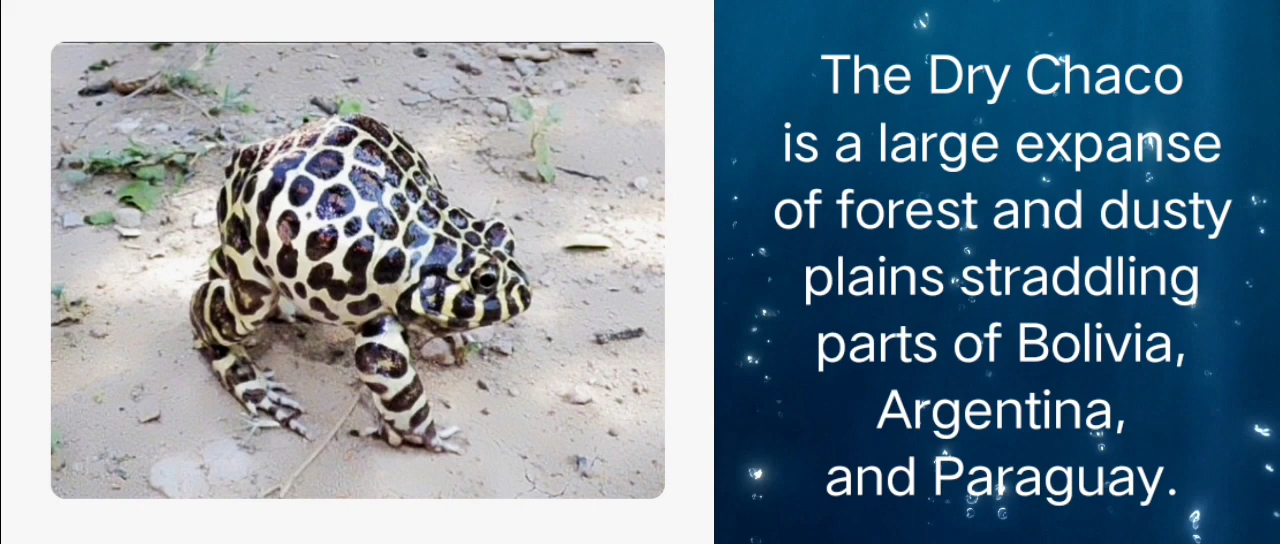 The Dry Chaco
is a large expanse
of forest and dusty
plains straddling
parts of Bolivia,
Argentina,
and Paraguay.